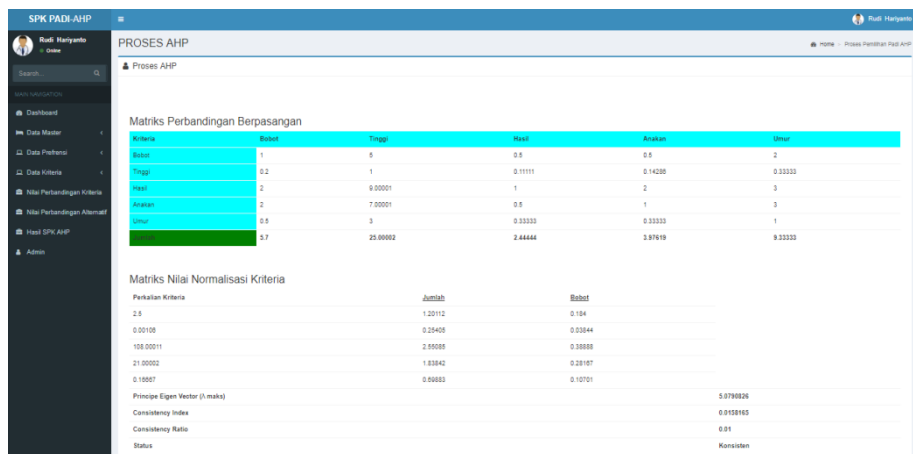 SPK PADI-AHP
Rudi Hariyanto
Rudi Hariyanto
Online
Search...
MAIN NAVIGATION
Dashboard
Data Master
Data Prefrensi
Data Kriteria
Nilai Perbandingan Kriteria
Nilai Perbandingan Alternatif
Hasil SPK AHP
Admin
PROSES AHP
Home > Proses Pemilihan Padi AHP
Proses AHP
Matriks Perbandingan Berpasangan
Kriteria Bobot Tinggi Hasil Anakan Umur
Bobot 1 5 0.5 0.5 2
Tinggi 0.2 1 0.11111 0.14286 0.33333
Hasil 2 9.00001 1 2 3
Anakan 2 7.00001 0.5 1 3
Umur 0.5 3 0.33333 0.33333 1
Jumlah 5.7 25.00002 2.44444 3.97619 9.33333
Matriks Nilai Normalisasi Kriteria
Perkalian Kriteria Jumlah Bobot
2.5 1.20112 0.184
0.00106 0.25405 0.03844
108.00011 2.55085 0.38888
21.00002 1.83842 0.28167
0.16667 0.69883 0.10701
Principe Eigen Vector (Λ maks) 5.0790826
Consistency Index 0.0158165
Consistency Ratio 0.01
Status Konsisten